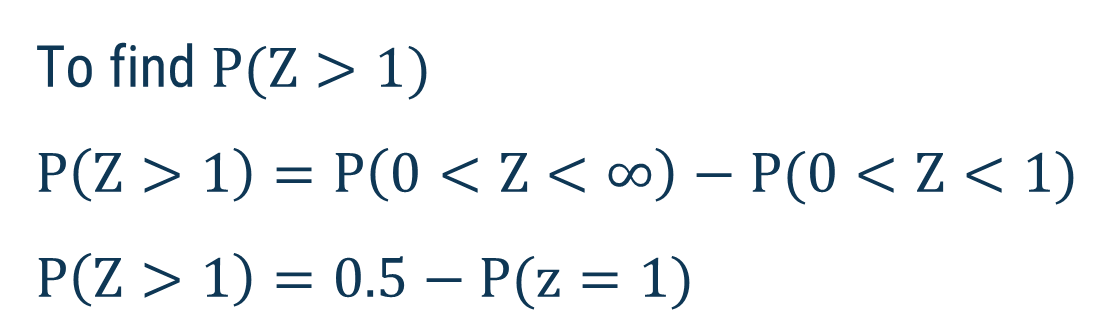 To find P(Z > 1)
P(Z > 1) = P(0 < Z < ∞) − P(0 < Z < 1)
P(Z > 1) = 0.5 − P(z = 1)